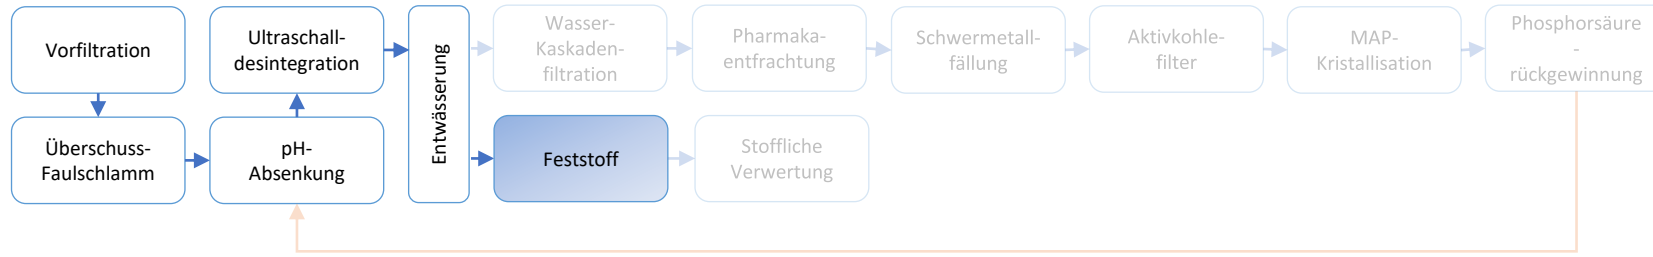 Vorfiltration
Überschuss-
Faulschlamm
pH-
Absenkung
Ultraschall-
desintegration
Entwässerung
Wasser-
Kaskaden-
filtration
Pharmaka-
entfrachtung
Schwermetall-
fällung
Aktivkohle-
filter
MAP-
Kristallisation
Phosphorsäure
-
rückgewinnung
Feststoff
Stoffliche
Verwertung